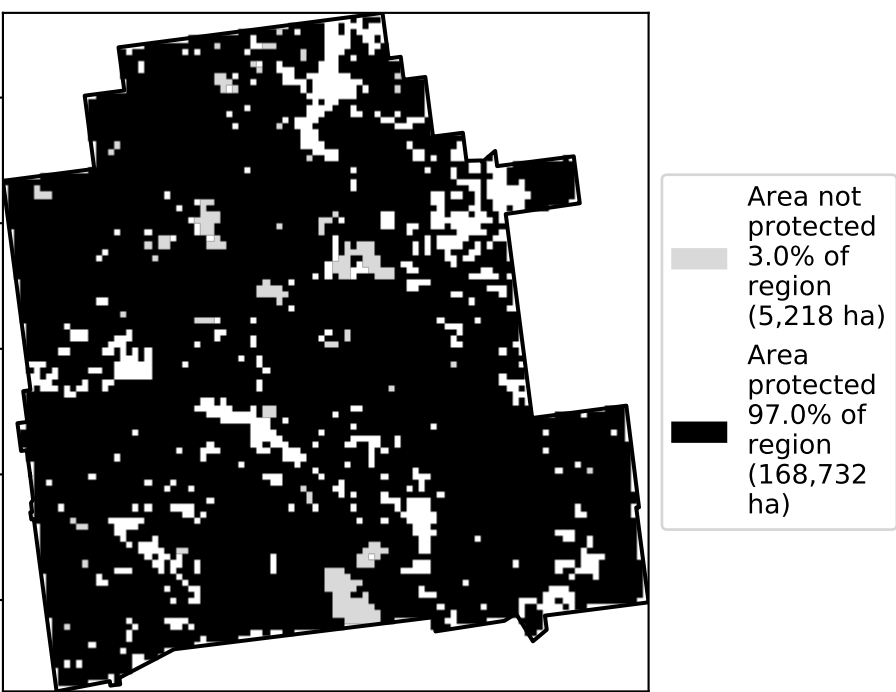 Area not
protected
3.0% of
region
(5,218 ha)
Area
protected
97.0% of
region
(168,732
ha)